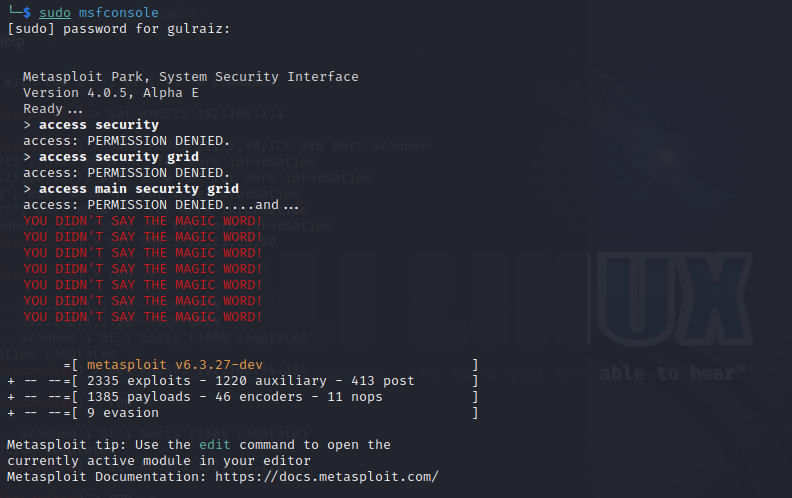 └─$ sudo msfconsole
[sudo] password for gulraiz:
Metasploit Park, System Security Interface
Version 4.0.5, Alpha E
Ready...
> access security
access: PERMISSION DENIED.
> access security grid
access: PERMISSION DENIED.
> access main security grid
access: PERMISSION DENIED....and...
YOU DIDN'T SAY THE MAGIC WORD!
YOU DIDN'T SAY THE MAGIC WORD!
YOU DIDN'T SAY THE MAGIC WORD!
YOU DIDN'T SAY THE MAGIC WORD!
YOU DIDN'T SAY THE MAGIC WORD!
YOU DIDN'T SAY THE MAGIC WORD!
YOU DIDN'T SAY THE MAGIC WORD!
=[ metasploit v6.3.27-dev ]
+ -- --=[ 2335 exploits - 1220 auxiliary - 413 post ]
+ -- --=[ 1385 payloads - 46 encoders - 11 nops ]
+ -- --=[ 9 evasion ]
Metasploit tip: Use the edit command to open the
currently active module in your editor
Metasploit Documentation: https://docs.metasploit.com/
UX
able to hear"